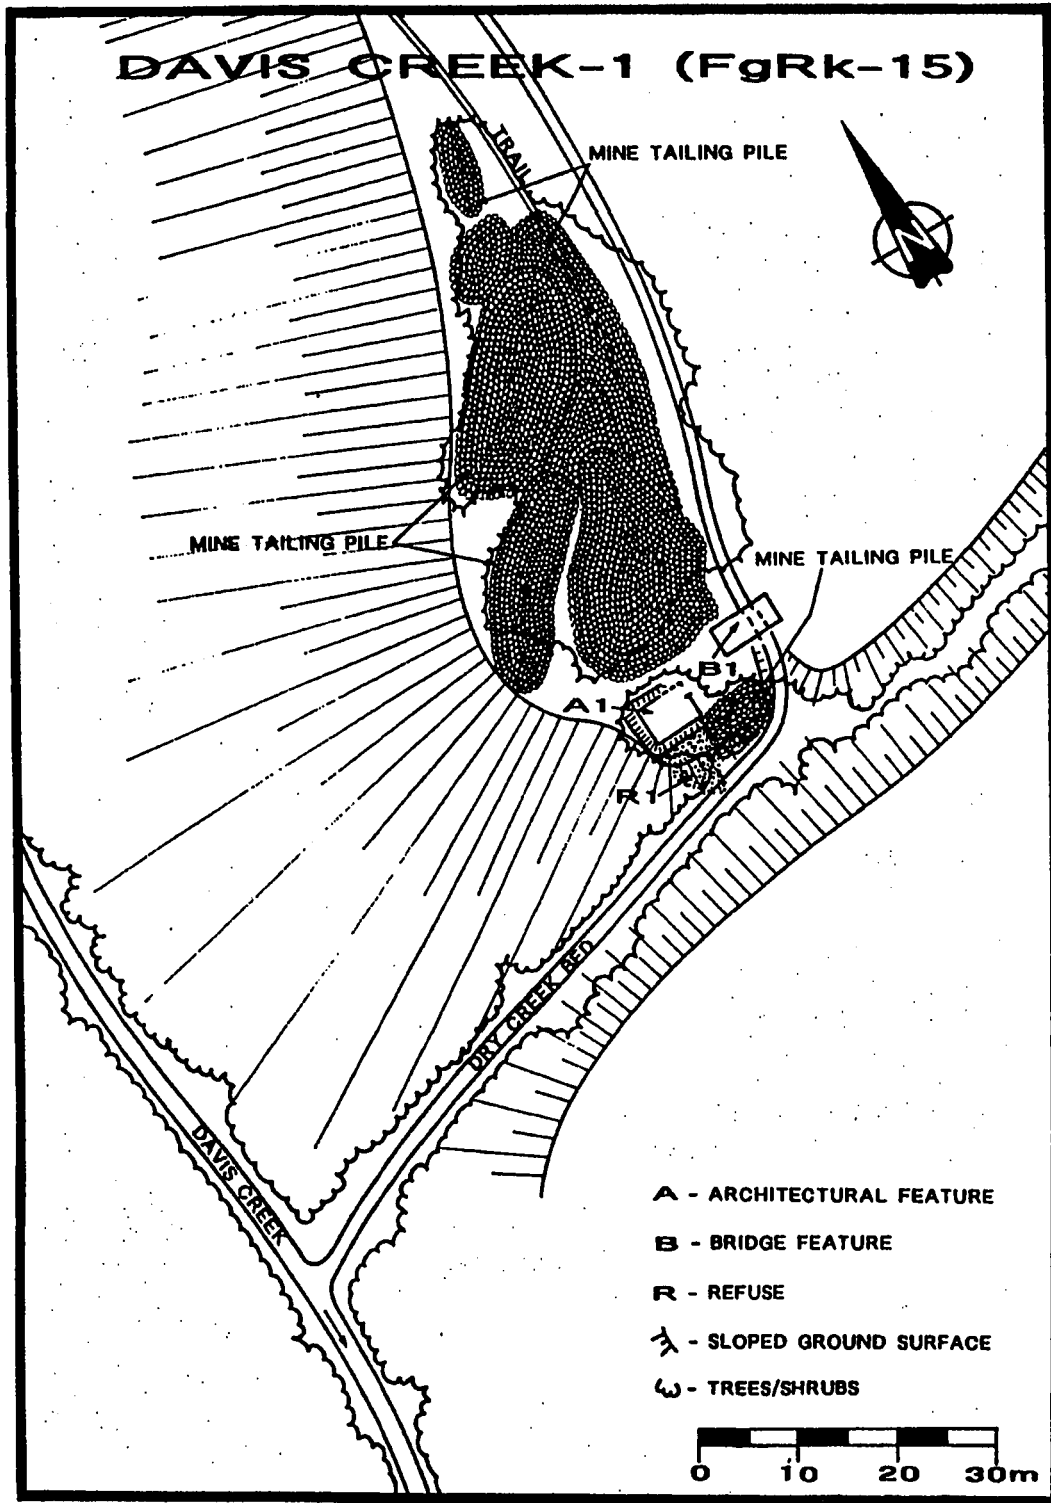 DAVIS CREEK-1 (FgRk-15)
TRAIL
MINE TAILING PILE
N
MINE TAILING PILE
MINE TAILING PILE
B1
A1
R1
DRY CREEK BED
DAVIS CREEK
A - ARCHITECTURAL FEATURE
B - BRIDGE FEATURE
R - REFUSE
- SLOPED GROUND SURFACE
- TREES/SHRUBS
0 10 20 30m